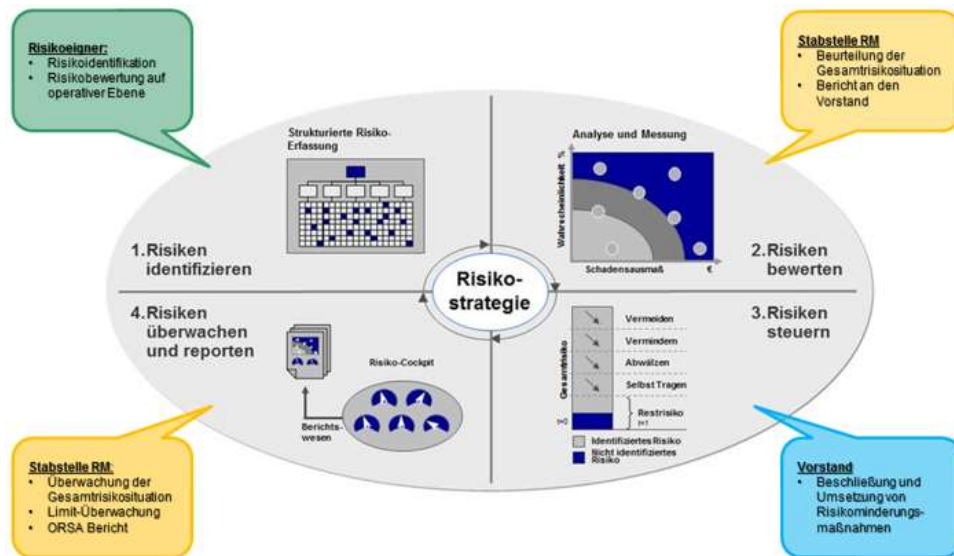 Risikoeigner:
• Risikoidentifikation
• Risikobewertung auf
operativer Ebene
Stabstelle RM
• Beurteilung der
Gesamtrisikosituation
• Bericht an den
Vorstand
Strukturierte Risiko-
Erfassung
1.Risiken
identifizieren
Analyse und Messung
Wahrscheinlichkeit %
Schadensausmaß €
2.Risiken
bewerten
Risiko-
strategie
4.Risiken
überwachen
und reporten
Risiko-Cockpit
Berichts-
wesen
3.Risiken
steuern
Gesamtrisiko
Vermeiden
Vermindern
Abwälzen
Selbst Tragen
Restrisiko
Identifiziertes Risiko
Nicht identifiziertes
Risiko
Stabstelle RM:
• Überwachung der
Gesamtrisikosituation
• Limit-Überwachung
• ORSA Bericht
Vorstand
• Beschließung und
Umsetzung von
Risikominderungs-
maßnahmen